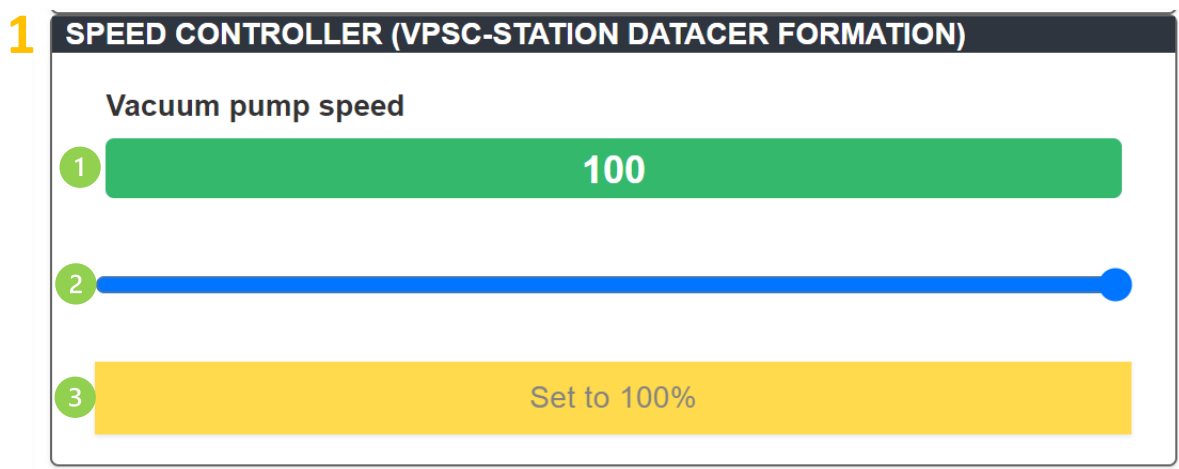 1
SPEED CONTROLLER (VPSC-STATION DATACER FORMATION)
Vacuum pump speed
1
100
2
3
Set to 100%